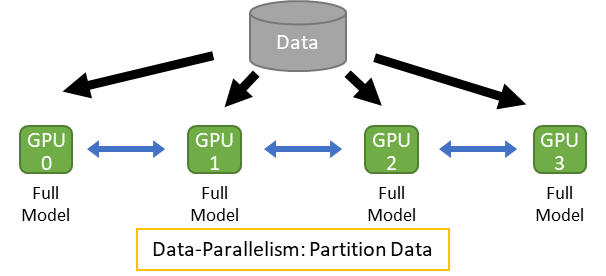 Data
GPU
0
GPU
1
GPU
2
GPU
3
Full
Model
Full
Model
Full
Model
Full
Model
Data-Parallelism: Partition Data